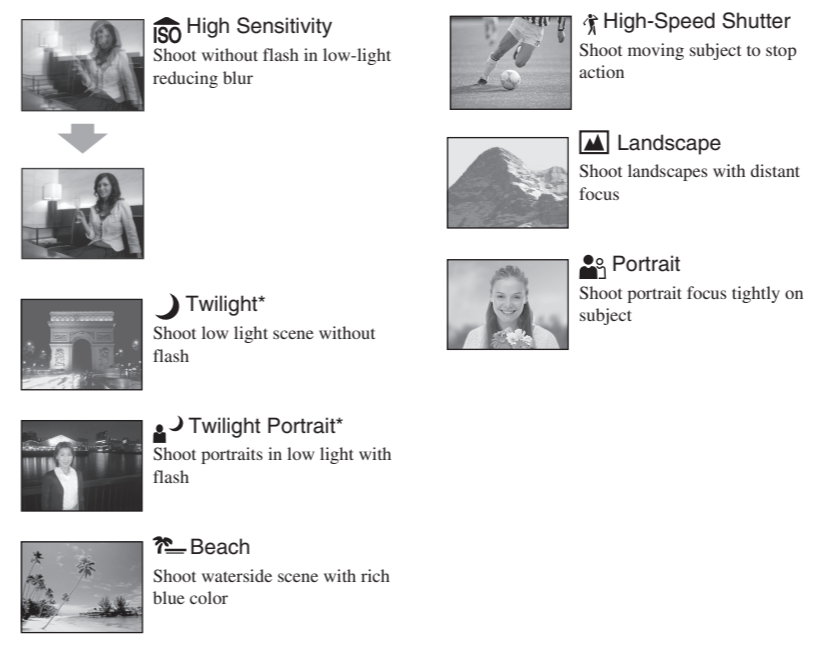 ISO High Sensitivity
Shoot without flash in low-light
reducing blur
Twilight*
Shoot low light scene without
flash
Twilight Portrait*
Shoot portraits in low light with
flash
Beach
Shoot waterside scene with rich
blue color
High-Speed Shutter
Shoot moving subject to stop
action
Landscape
Shoot landscapes with distant
focus
Portrait
Shoot portrait focus tightly on
subject